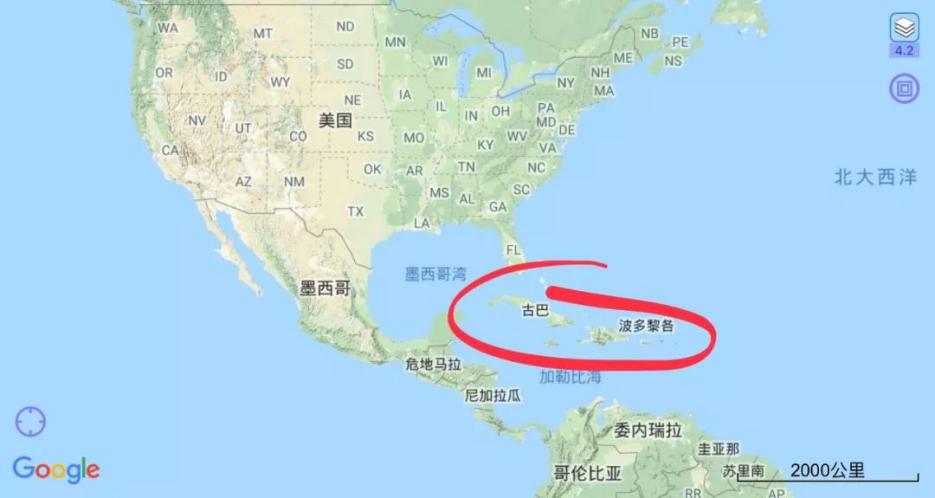 WA
MT
ND
NB
PE
MN
ME
NS
4.2
OR
ID
SD
WI
MI
NH
WY
NY
MA
NE
IA
IL
IN
OH
PA
NV
UT
CO
美国
KS
MO
KY
WV
MD
DE
VA
CA
OK
AR
TN
NC
北大西洋
AZ
NM
MS
AL
GA
SC
TX
LA
FL
墨西哥湾
墨西哥
古巴
波多黎各
危地马拉
加勒比海
尼加拉瓜
委内瑞拉
圭亚那
哥伦比亚
苏里南
2000公里
RR
AP
Google